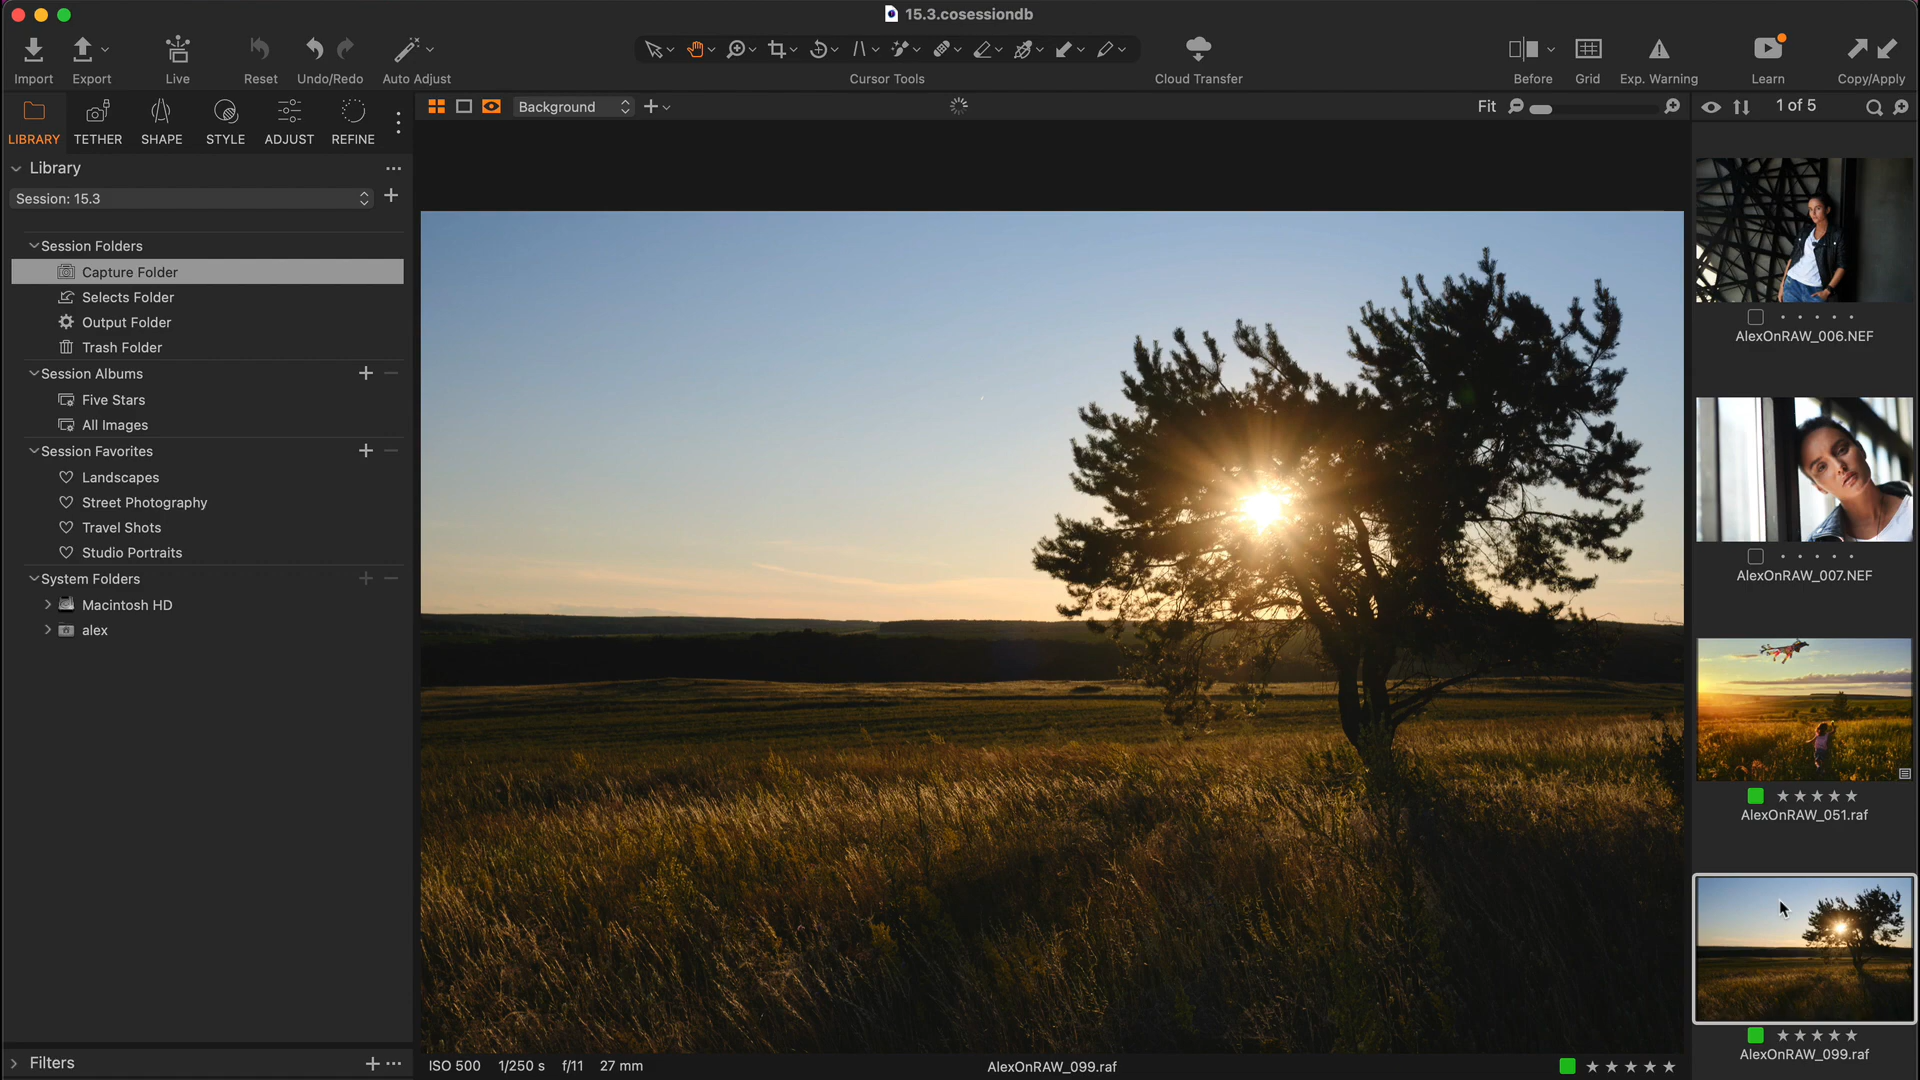 15.3.cosessiondb
Import
Export
Live
Reset
Undo/Redo
Auto Adjust
Cursor Tools
Cloud Transfer
Before
Grid
Exp. Warning
Learn
Copy/Apply
LIBRARY
TETHER
SHAPE
STYLE
ADJUST
REFINE
Background
Fit
1 of 5
Library
Session: 15.3
Session Folders
Capture Folder
Selects Folder
Output Folder
Trash Folder
Session Albums
Five Stars
All Images
Session Favorites
Landscapes
Street Photography
Travel Shots
Studio Portraits
System Folders
Macintosh HD
alex
Filters
ISO 500 1/250 s f/11 27 mm
AlexOnRAW_099.raf
AlexOnRAW_006.NEF
AlexOnRAW_007.NEF
AlexOnRAW_051.raf
AlexOnRAW_099.raf